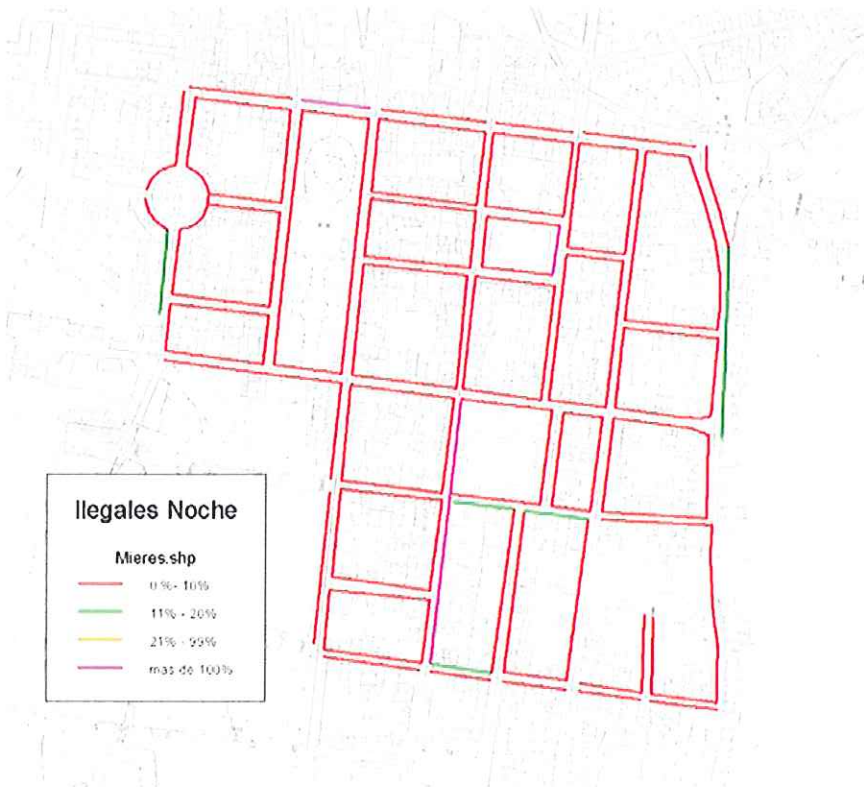 Ilegales Noche
Mieres.shp
0 % - 10%
11% - 20%
21% - 99%
mas de 100%